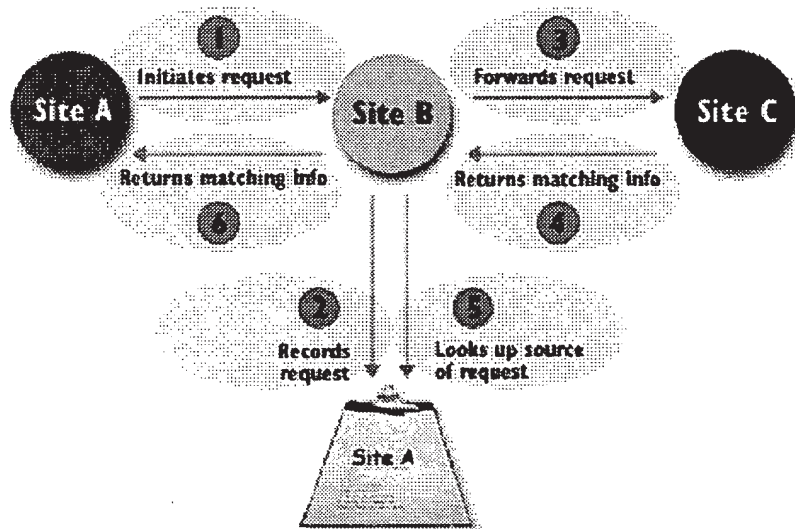 1
3
Initiates request
Forwards request
Site A
Site B
Site C
Returns matching info
Returns matching info
6
4
2
5
Records
request
Looks up source
of request
Site A